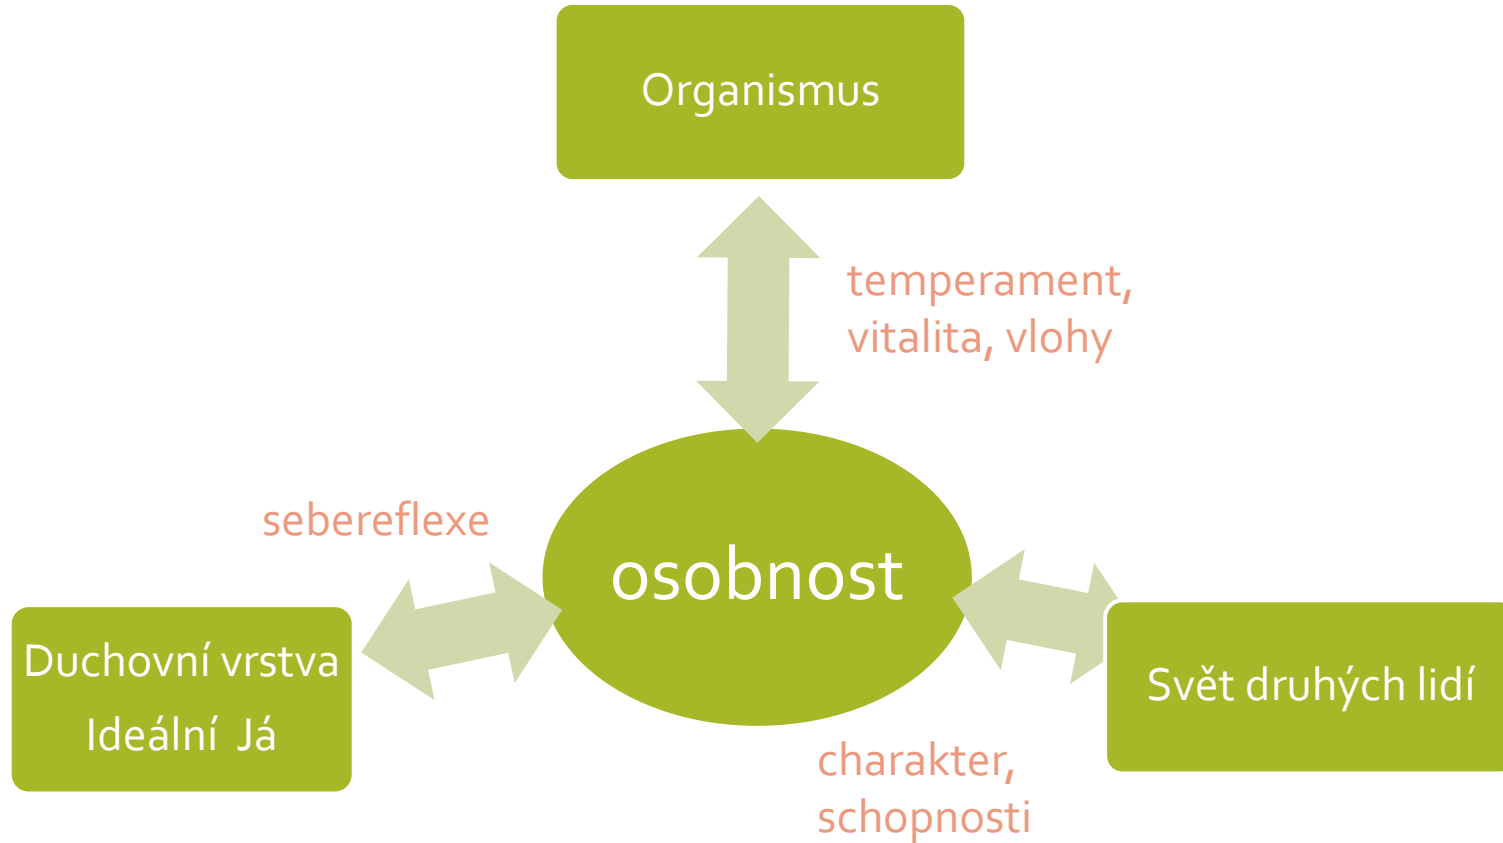 Organismus
temperament,
vitalita, vlohy
sebereflexe
osobnost
Duchovní vrstva
Ideální Já
Svět druhých lidí
charakter,
schopnosti